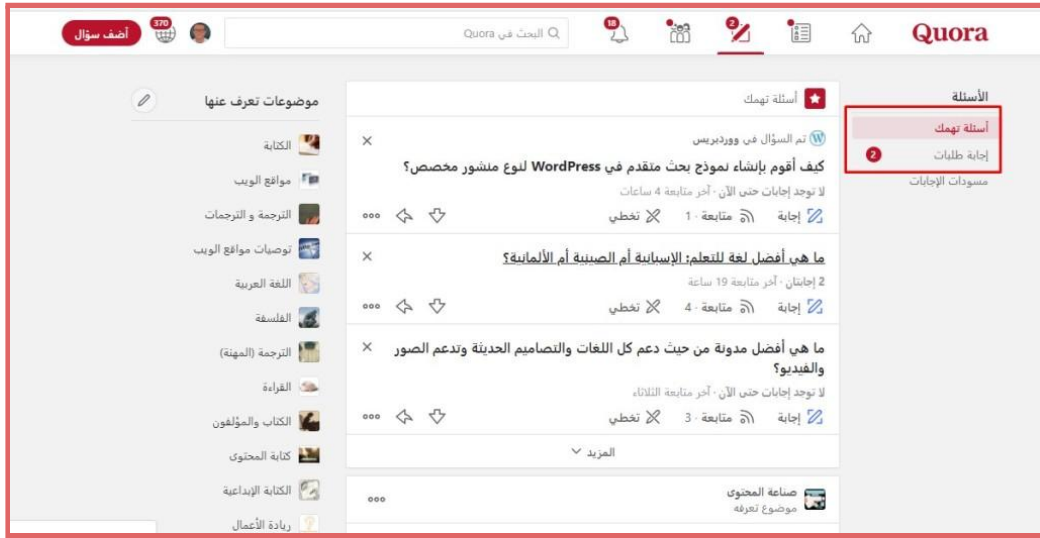 Quora
2
18
البحث في Quora
370
أضف سؤال
الأسئلة
أسئلة تهمك
إجابة طلبات
2
مسودات الإجابات
أسئلة تهمك
تم السؤال في ووردبريس
كيف أقوم بإنشاء نموذج بحث متقدم في WordPress لنوع منشور مخصص؟
لا توجد إجابات حتى الآن · آخر متابعة 4 ساعات
إجابة متابعة · 1 تخطي
ما هي أفضل لغة للتعلم: الإسبانية أم الصينية أم الألمانية؟
2 إجابتان · آخر متابعة 19 ساعة
إجابة متابعة · 4 تخطي
ما هي أفضل مدونة من حيث دعم كل اللغات والتصاميم الحديثة وتدعم الصور
والفيديو؟
لا توجد إجابات حتى الآن · آخر متابعة الثلاثاء
إجابة متابعة · 3 تخطي
المزيد
صناعة المحتوى
موضوع تعرفه
موضوعات تعرف عنها
الكتابة
مواقع الويب
الترجمة و الترجمات
توصيات مواقع الويب
اللغة العربية
الفلسفة
الترجمة (المهنة)
القراءة
الكتاب والمؤلفون
كتابة المحتوى
الكتابة الإبداعية
ريادة الأعمال